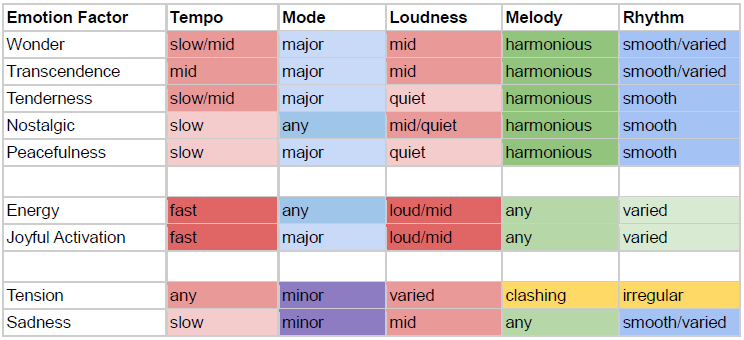 Emotion Factor Tempo Mode Loudness Melody Rhythm
Wonder slow/mid major mid harmonious smooth/varied
Transcendence mid major mid harmonious smooth/varied
Tenderness slow/mid major quiet harmonious smooth
Nostalgic slow any mid/quiet harmonious smooth
Peacefulness slow major quiet harmonious smooth
Energy fast any loud/mid any varied
Joyful Activation fast major loud/mid any varied
Tension any minor varied clashing irregular
Sadness slow minor mid any smooth/varied